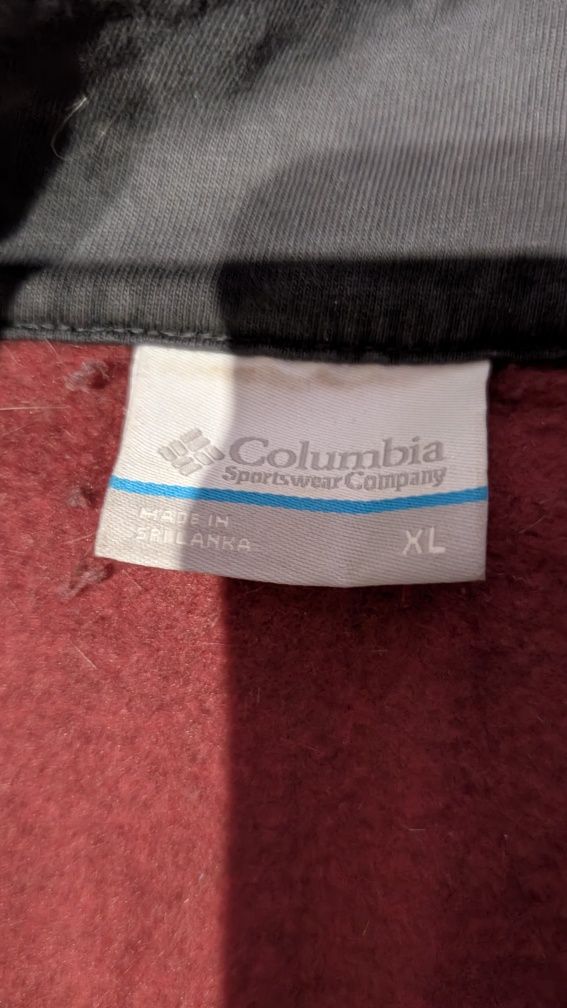 Columbia
Sportswear Company
MADE IN
SRI LANKA
XL